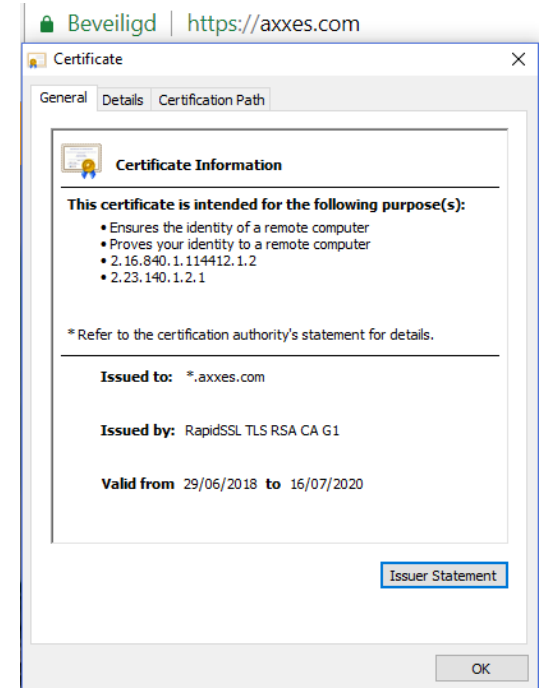 Beveiligd | https://axxes.com
Certificate
General Details Certification Path
Certificate Information
This certificate is intended for the following purpose(s):
• Ensures the identity of a remote computer
• Proves your identity to a remote computer
• 2.16.840.1.114412.1.2
• 2.23.140.1.2.1
* Refer to the certification authority's statement for details.
Issued to: *.axxes.com
Issued by: RapidSSL TLS RSA CA G1
Valid from 29/06/2018 to 16/07/2020
Issuer Statement
OK